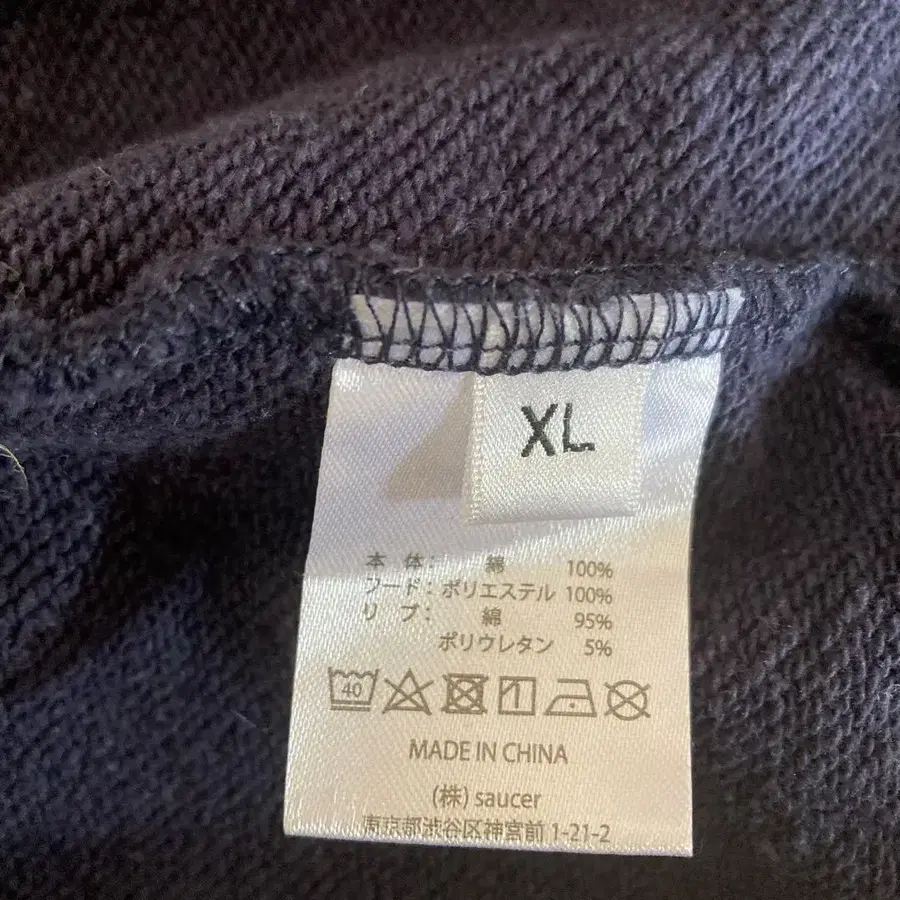 XL
本 体： 綿 100%
フード：ポリエステル 100%
リ ブ： 綿 95%
ポリウレタン 5%
40
MADE IN CHINA
(株) saucer
東京都渋谷区神宮前 1-21-2